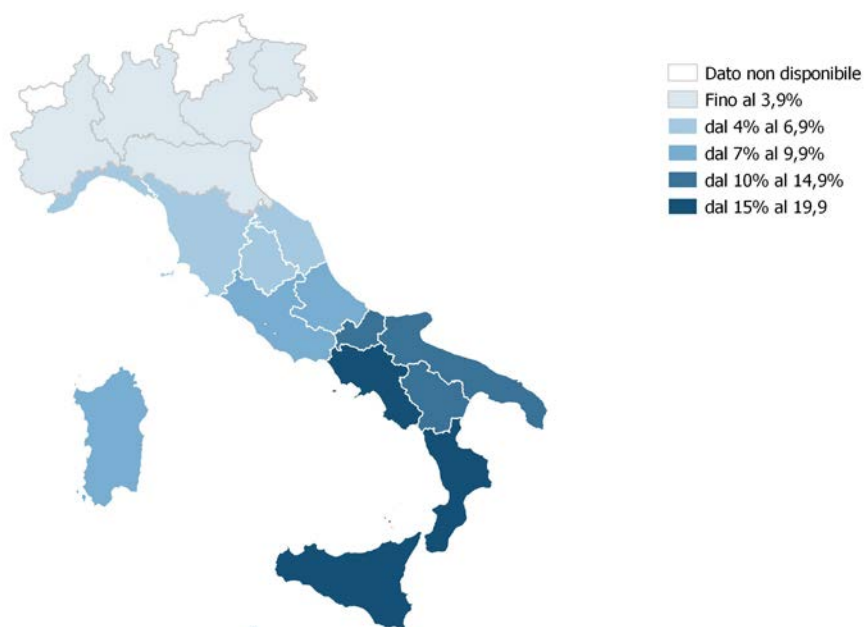 Dato non disponibile
Fino al 3,9%
dal 4% al 6,9%
dal 7% al 9,9%
dal 10% al 14,9%
dal 15% al 19,9